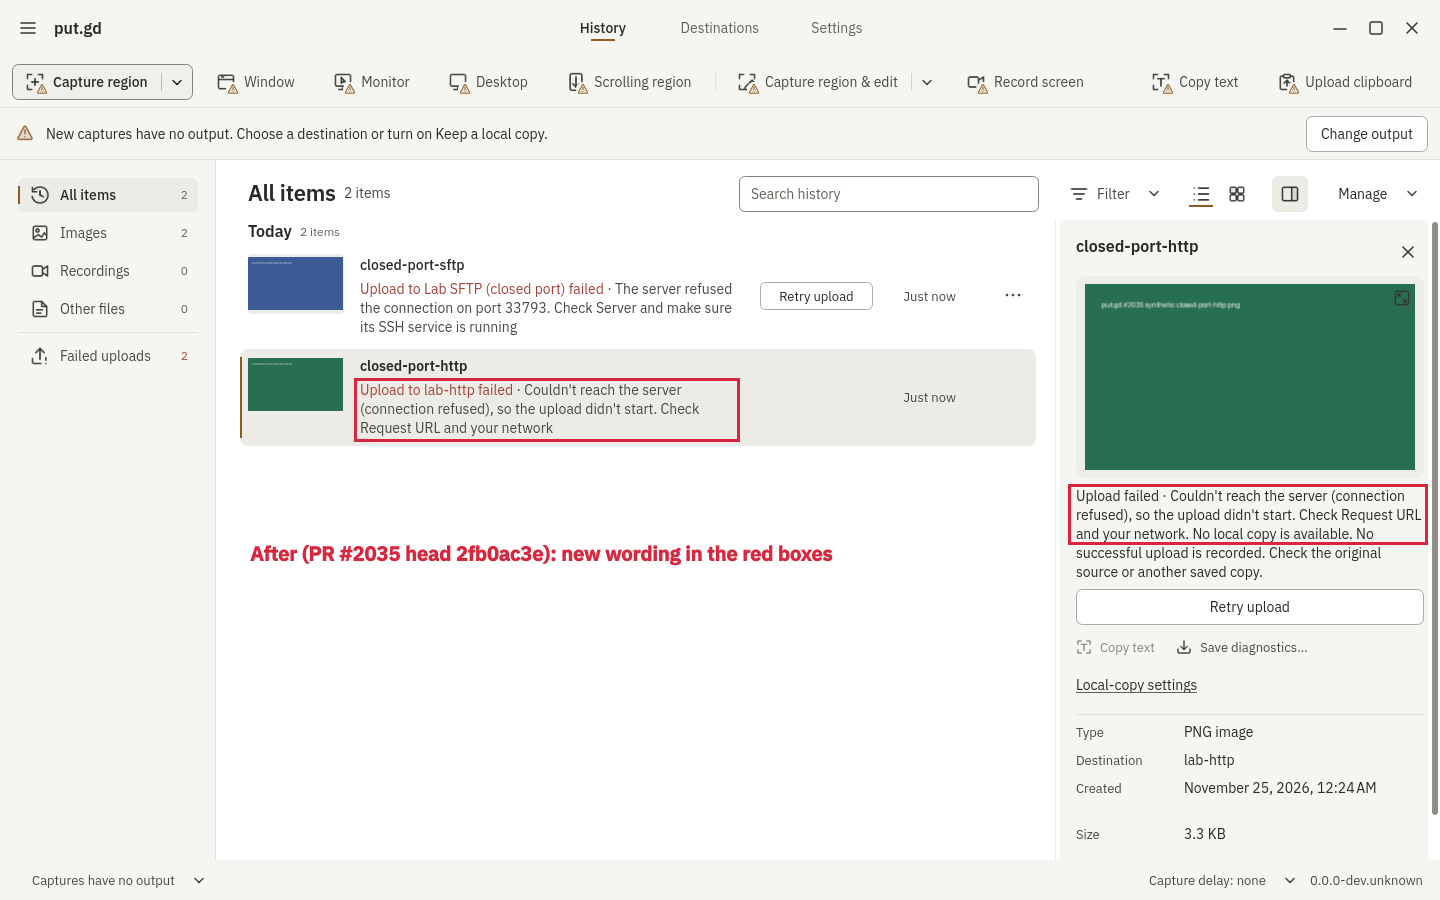 put.gd
History
Destinations
Settings
Capture region
Window
Monitor
Desktop
Scrolling region
Capture region & edit
Record screen
Copy text
Upload clipboard
New captures have no output. Choose a destination or turn on Keep a local copy.
Change output
All items 2
Images 2
Recordings 0
Other files 0
Failed uploads 2
All items 2 items
Search history
Filter
Manage
Today 2 items
closed-port-sftp
Upload to Lab SFTP (closed port) failed · The server refused
the connection on port 33793. Check Server and make sure
its SSH service is running
Retry upload
Just now
closed-port-http
Upload to lab-http failed · Couldn't reach the server
(connection refused), so the upload didn't start. Check
Request URL and your network
Just now
After (PR #2035 head 2fb0ac3e): new wording in the red boxes
closed-port-http
put.gd #2035 synthetic closed-port-http.png
Upload failed · Couldn't reach the server (connection
refused), so the upload didn't start. Check Request URL
and your network. No local copy is available. No
successful upload is recorded. Check the original
source or another saved copy.
Retry upload
Copy text
Save diagnostics...
Local-copy settings
Type PNG image
Destination lab-http
Created November 25, 2026, 12:24 AM
Size 3.3 KB
Captures have no output
Capture delay: none
0.0.0-dev.unknown